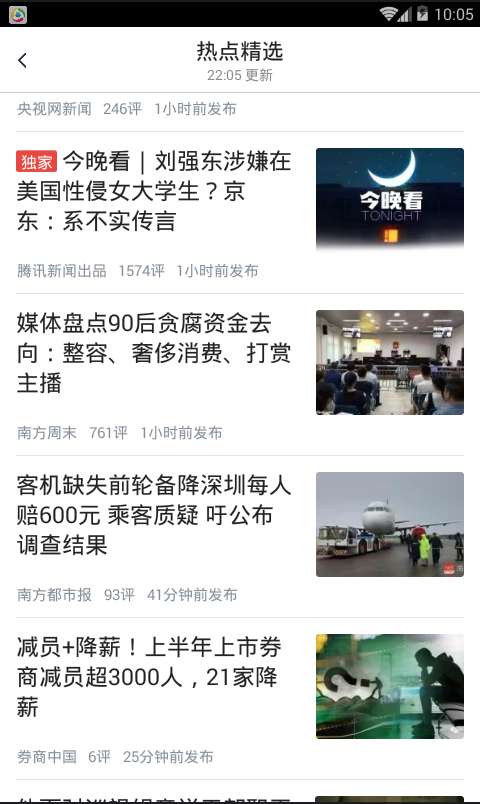 10:05
热点精选
22:05 更新
央视网新闻 246评 1小时前发布
独家 今晚看｜刘强东涉嫌在
美国性侵女大学生？京
东：系不实传言
今晚看
TONIGHT
腾讯新闻出品 1574评 1小时前发布
媒体盘点90后贪腐资金去
向：整容、奢侈消费、打赏
主播
南方周末 761评 1小时前发布
客机缺失前轮备降深圳每人
赔600元 乘客质疑 吁公布
调查结果
南方都市报 93评 41分钟前发布
减员+降薪！上半年上市券
商减员超3000人，21家降
薪
券商中国 6评 25分钟前发布